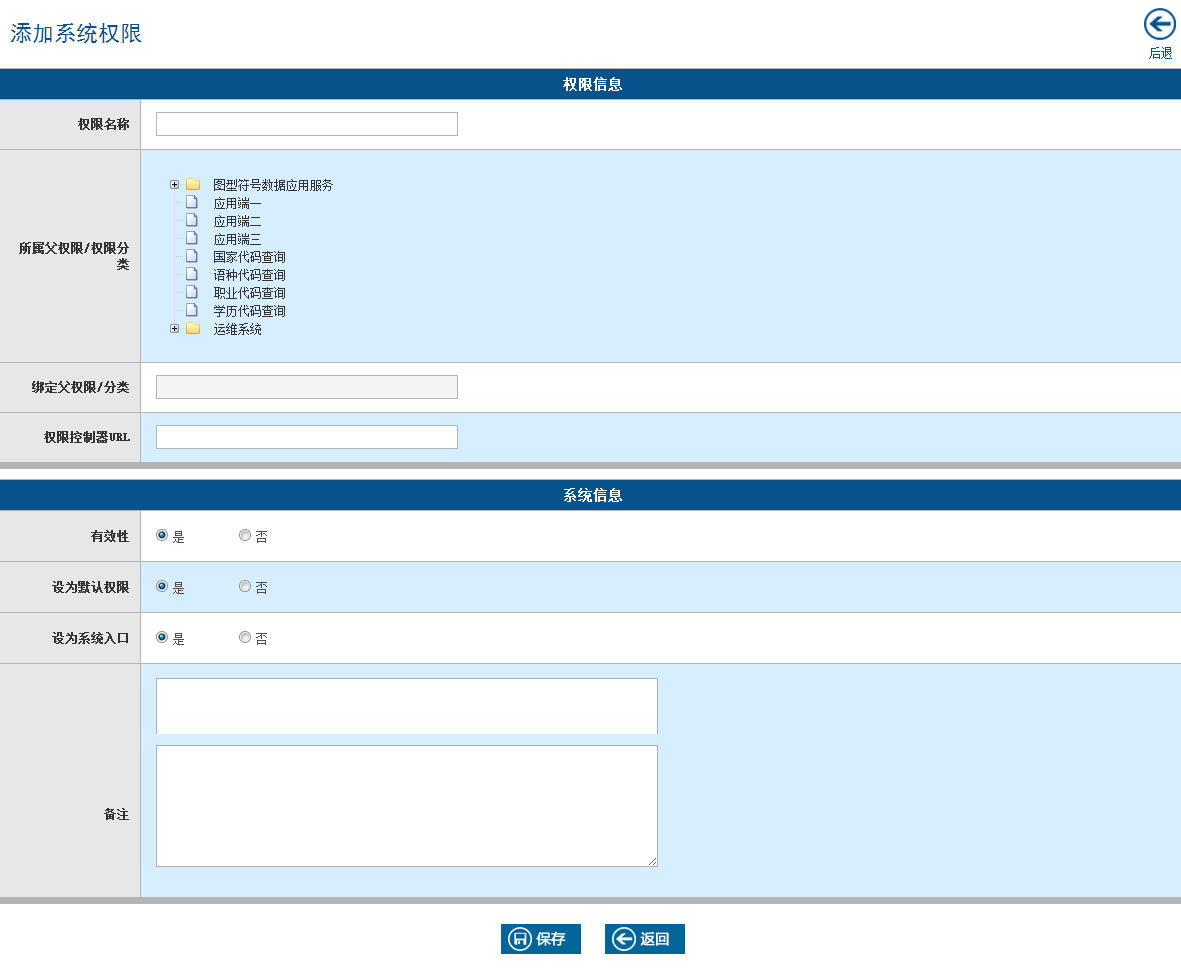 添加系统权限
后退
权限信息
权限名称
所属父权限/权限分
类
图型符号数据应用服务
应用端一
应用端二
应用端三
国家代码查询
语种代码查询
职业代码查询
学历代码查询
运维系统
绑定父权限/分类
权限控制器URL
系统信息
有效性
是 否
设为默认权限
是 否
设为系统入口
是 否
备注
保存 返回